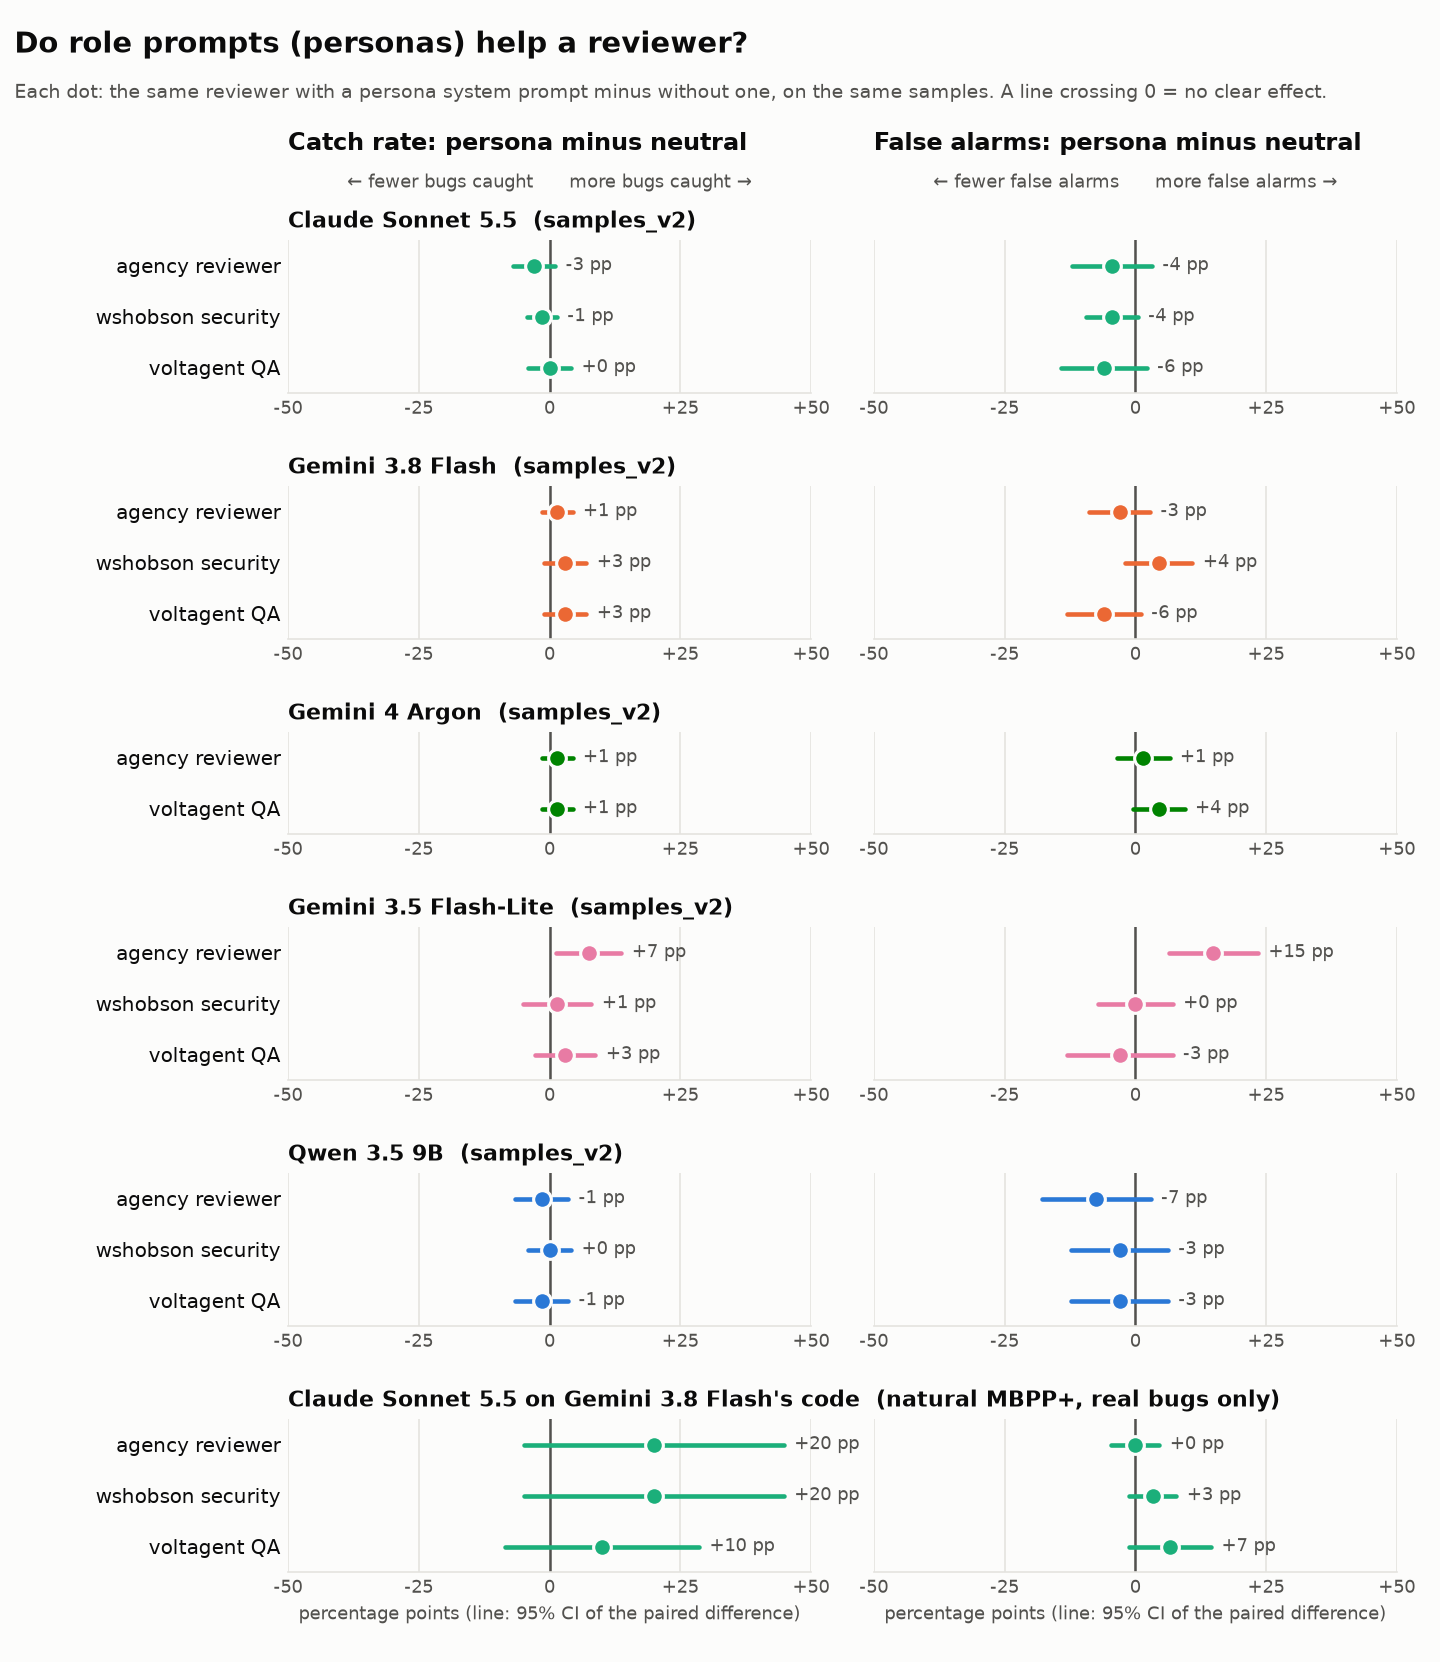 Do role prompts (personas) help a reviewer?
Each dot: the same reviewer with a persona system prompt minus without one, on the same samples. A line crossing 0 = no clear effect.
Catch rate: persona minus neutral
False alarms: persona minus neutral
← fewer bugs caught more bugs caught →
← fewer false alarms more false alarms →
Claude Sonnet 5.5 (samples_v2)
agency reviewer -3 pp -4 pp
wshobson security -1 pp -4 pp
voltagent QA +0 pp -6 pp
-50 -25 0 +25 +50 -50 -25 0 +25 +50
Gemini 3.8 Flash (samples_v2)
agency reviewer +1 pp -3 pp
wshobson security +3 pp +4 pp
voltagent QA +3 pp -6 pp
-50 -25 0 +25 +50 -50 -25 0 +25 +50
Gemini 4 Argon (samples_v2)
agency reviewer +1 pp +1 pp
voltagent QA +1 pp +4 pp
-50 -25 0 +25 +50 -50 -25 0 +25 +50
Gemini 3.5 Flash-Lite (samples_v2)
agency reviewer +7 pp +15 pp
wshobson security +1 pp +0 pp
voltagent QA +3 pp -3 pp
-50 -25 0 +25 +50 -50 -25 0 +25 +50
Qwen 3.5 9B (samples_v2)
agency reviewer -1 pp -7 pp
wshobson security +0 pp -3 pp
voltagent QA -1 pp -3 pp
-50 -25 0 +25 +50 -50 -25 0 +25 +50
Claude Sonnet 5.5 on Gemini 3.8 Flash's code (natural MBPP+, real bugs only)
agency reviewer +20 pp +0 pp
wshobson security +20 pp +3 pp
voltagent QA +10 pp +7 pp
-50 -25 0 +25 +50 -50 -25 0 +25 +50
percentage points (line: 95% CI of the paired difference) percentage points (line: 95% CI of the paired difference)